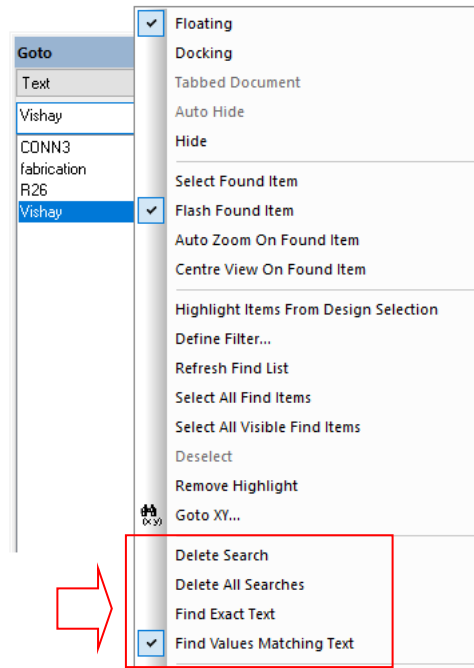 Goto
Text
Vishay
CONN3
fabrication
R26
Vishay
Floating
Docking
Tabbed Document
Auto Hide
Hide
Select Found Item
Flash Found Item
Auto Zoom On Found Item
Centre View On Found Item
Highlight Items From Design Selection
Define Filter...
Refresh Find List
Select All Find Items
Select All Visible Find Items
Deselect
Remove Highlight
(x y) Goto XY...
Delete Search
Delete All Searches
Find Exact Text
Find Values Matching Text